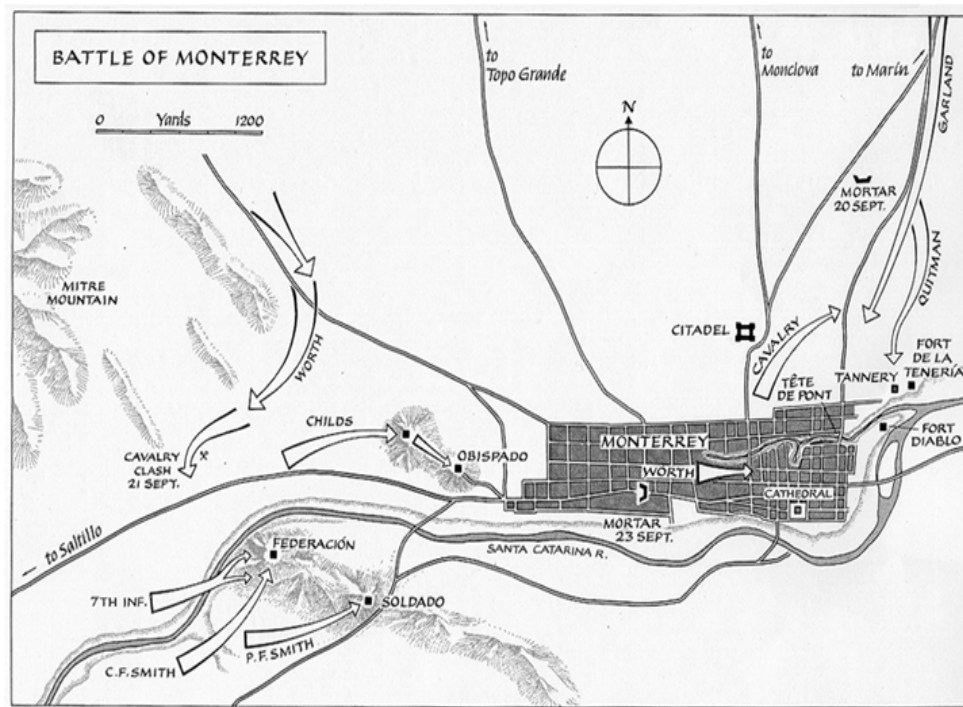 BATTLE OF MONTERREY
0 Yards 1200
to
Topo Grande
to
Monclova
to Marín
GARLAND
N
MORTAR
20 SEPT.
QUITMAN
MITRE
MOUNTAIN
WORTH
CITADEL
CAVALRY
FORT
DE LA
TENERÍA
TANNERY
TÊTE
DE PONT
CHILDS
OBISPADO
MONTERREY
FORT
DIABLO
CAVALRY
CLASH
21 SEPT.
WORTH
CATHEDRAL
MORTAR
23 SEPT.
SANTA CATARINA R.
to Saltillo
FEDERACIÓN
7TH INF.
SOLDADO
P.F.SMITH
C.F.SMITH